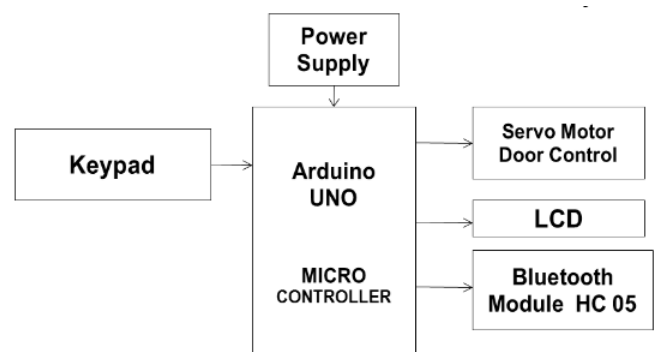 Power
Supply
Keypad
Arduino
UNO
MICRO
CONTROLLER
Servo Motor
Door Control
LCD
Bluetooth
Module HC 05